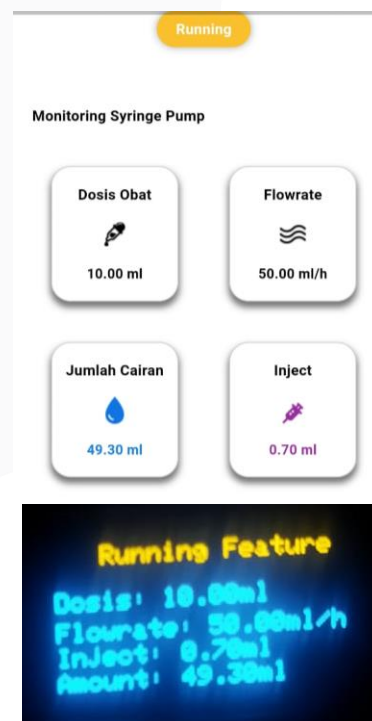 Running
Monitoring Syringe Pump
Dosis Obat
10.00 ml
Flowrate
50.00 ml/h
Jumlah Cairan
49.30 ml
Inject
0.70 ml
Running Feature
Dosis: 10.00ml
Flowrate: 50.00ml/h
Inject: 0.70ml
Amount: 49.30ml